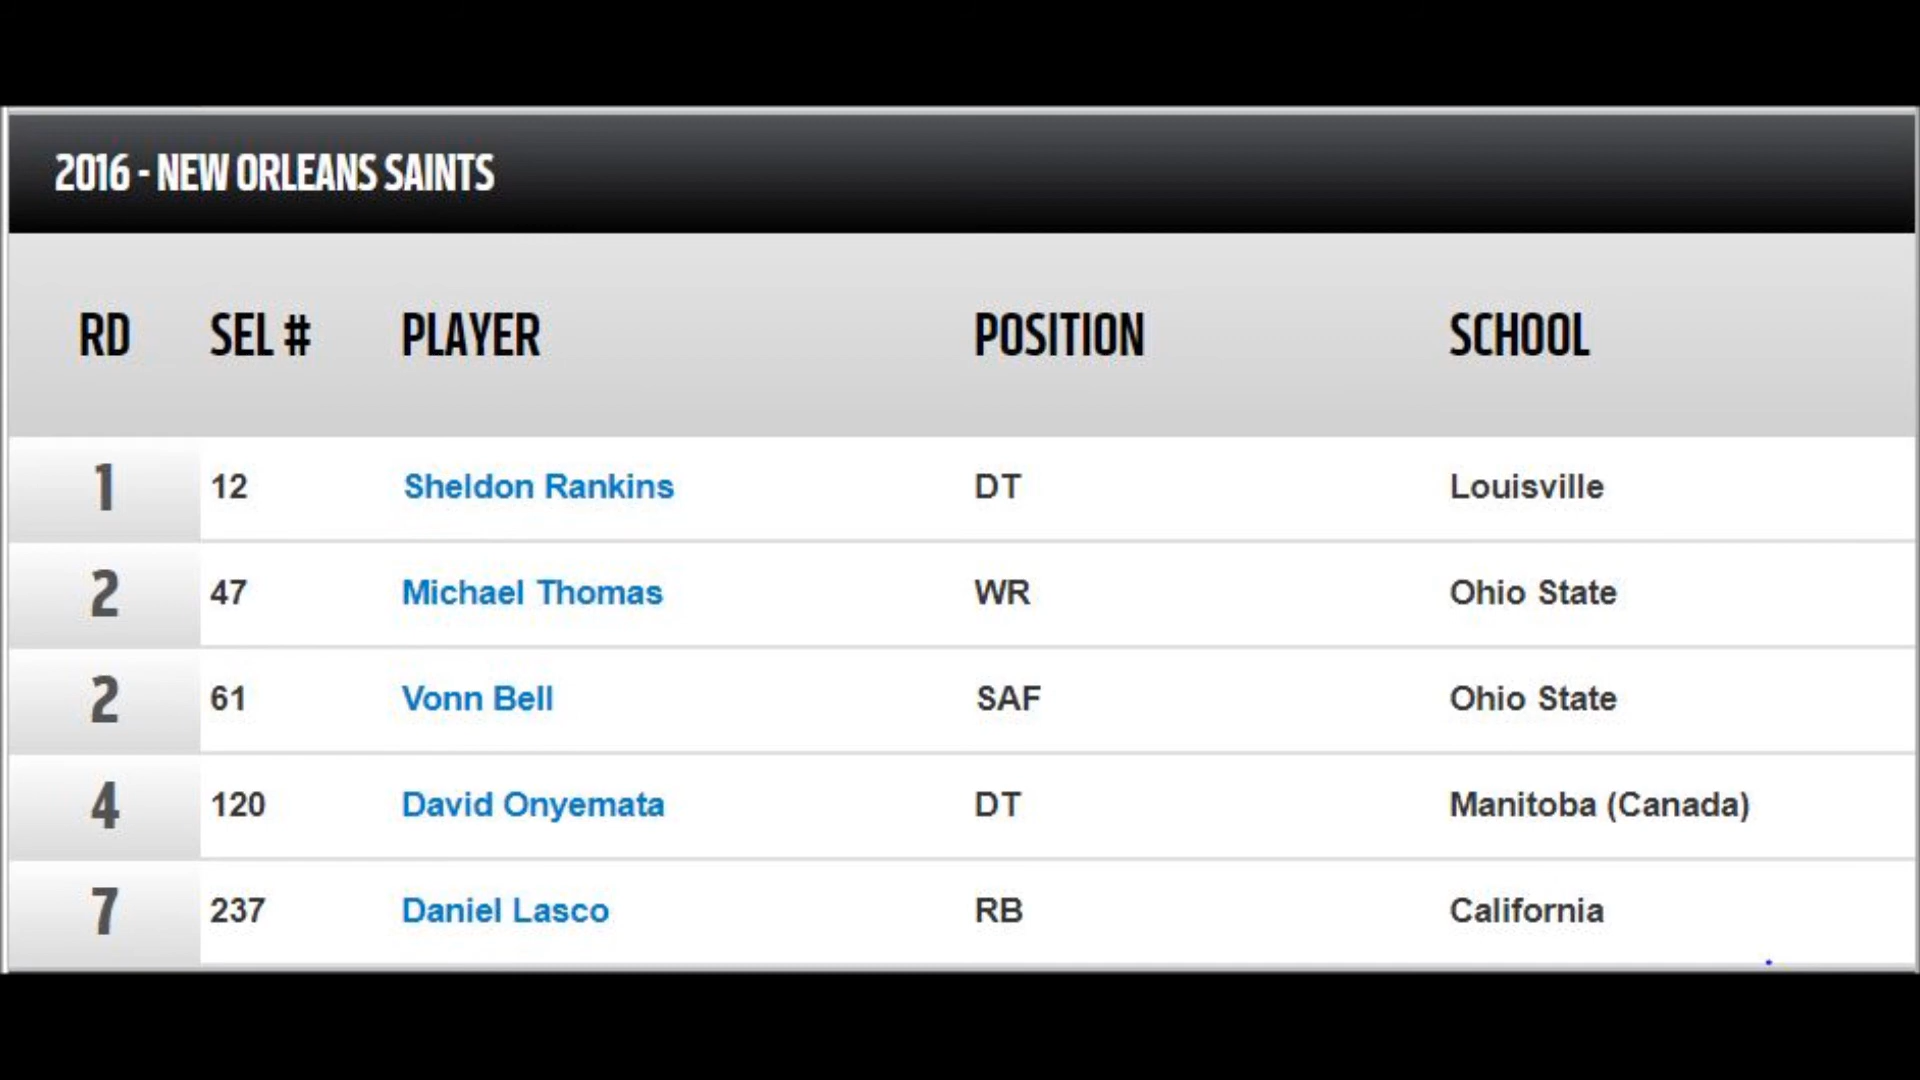 2016 - NEW ORLEANS SAINTS
RD SEL # PLAYER POSITION SCHOOL
1 12 Sheldon Rankins DT Louisville
2 47 Michael Thomas WR Ohio State
2 61 Vonn Bell SAF Ohio State
4 120 David Onyemata DT Manitoba (Canada)
7 237 Daniel Lasco RB California